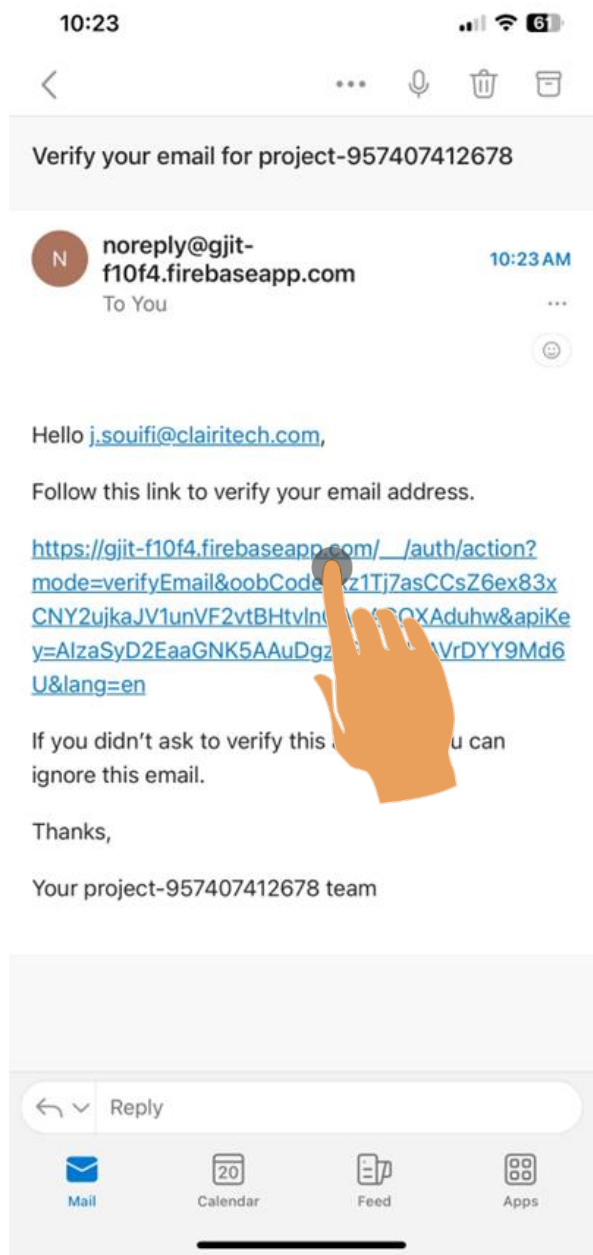 10:23
61
Verify your email for project-957407412678
N
noreply@gjit-
f10f4.firebaseapp.com
10:23 AM
To You
Hello j.souifi@clairitech.com,
Follow this link to verify your email address.
https://gjit-f10f4.firebaseapp.com/__/auth/action?
mode=verifyEmail&oobCode z1Tj7asCCsZ6ex83x
CNY2ujkaJV1unVF2vtBHtvln QXAduhw&apiKe
y=AIzaSyD2EaaGNK5AAuDgz VrDYY9Md6
U&lang=en
If you didn't ask to verify this u can
ignore this email.
Thanks,
Your project-957407412678 team
Reply
20
Mail
Calendar
Feed
Apps